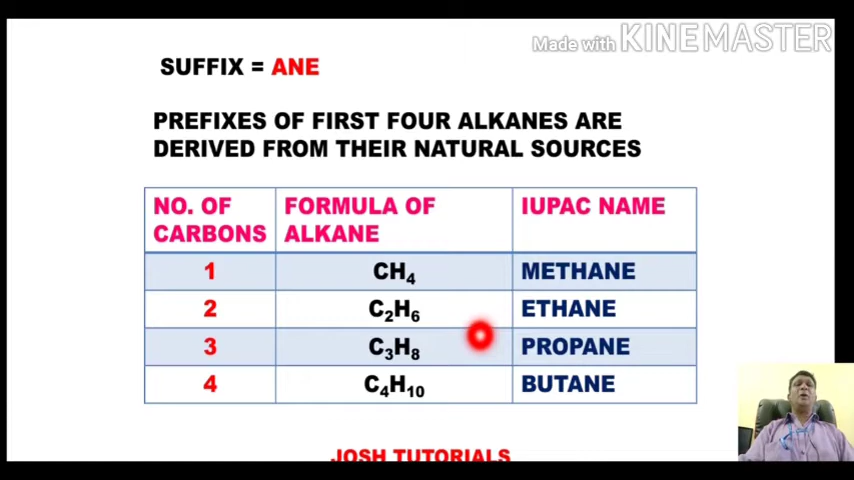 Made with KINEMASTER
SUFFIX = ANE
PREFIXES OF FIRST FOUR ALKANES ARE
DERIVED FROM THEIR NATURAL SOURCES
NO. OF CARBONS FORMULA OF ALKANE IUPAC NAME
1 CH₄ METHANE
2 C₂H₆ ETHANE
3 C₃H₈ PROPANE
4 C₄H₁₀ BUTANE
JOSH TUTORIALS